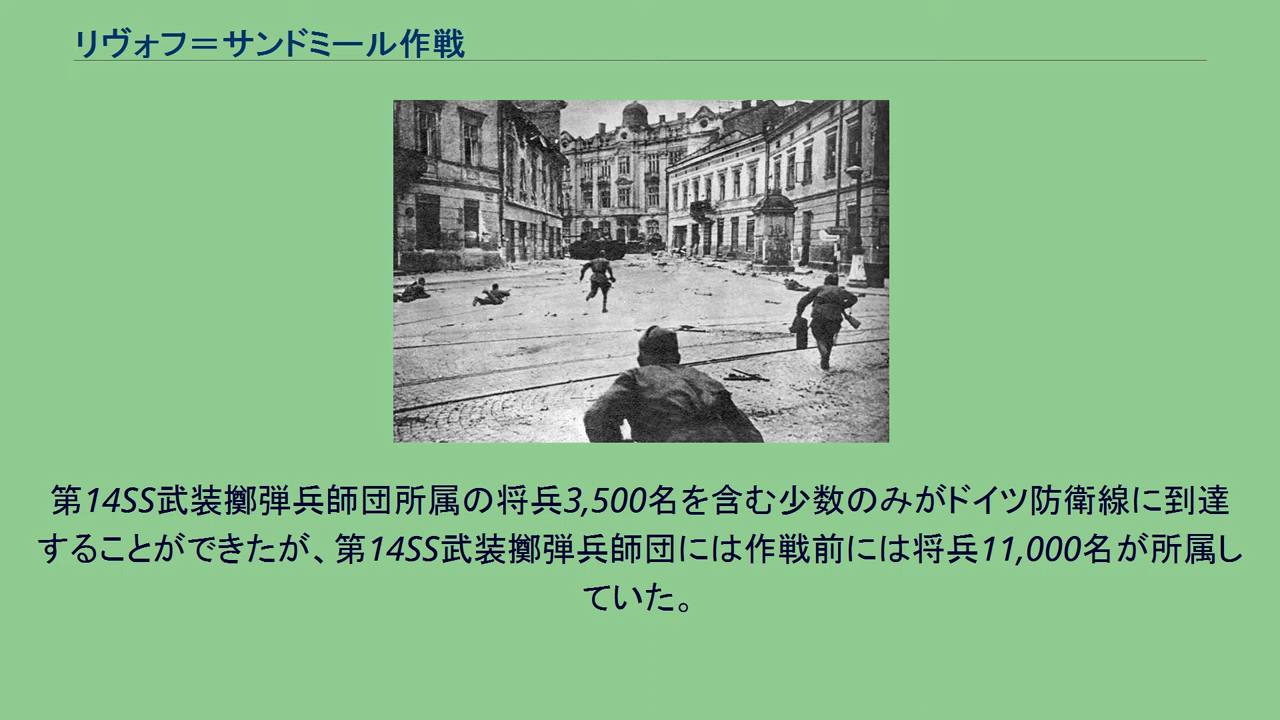 リヴォフ＝サンドミール作戦
第14SS武装擲弾兵師団所属の将兵3,500名を含む少数のみがドイツ防衛線に到達
することができたが、第14SS武装擲弾兵師団には作戦前には将兵11,000名が所属し
ていた。